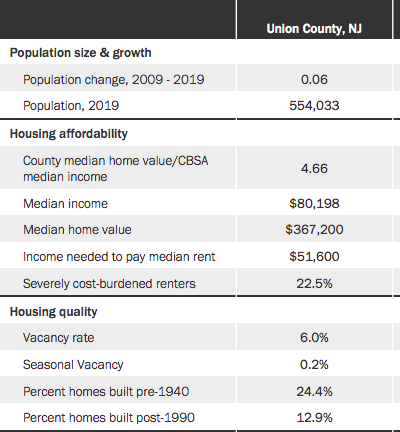 Union County, NJ
Population size & growth
Population change, 2009 - 2019 0.06
Population, 2019 554,033
Housing affordability
County median home value/CBSA
median income 4.66
Median income $80,198
Median home value $367,200
Income needed to pay median rent $51,600
Severely cost-burdened renters 22.5%
Housing quality
Vacancy rate 6.0%
Seasonal Vacancy 0.2%
Percent homes built pre-1940 24.4%
Percent homes built post-1990 12.9%